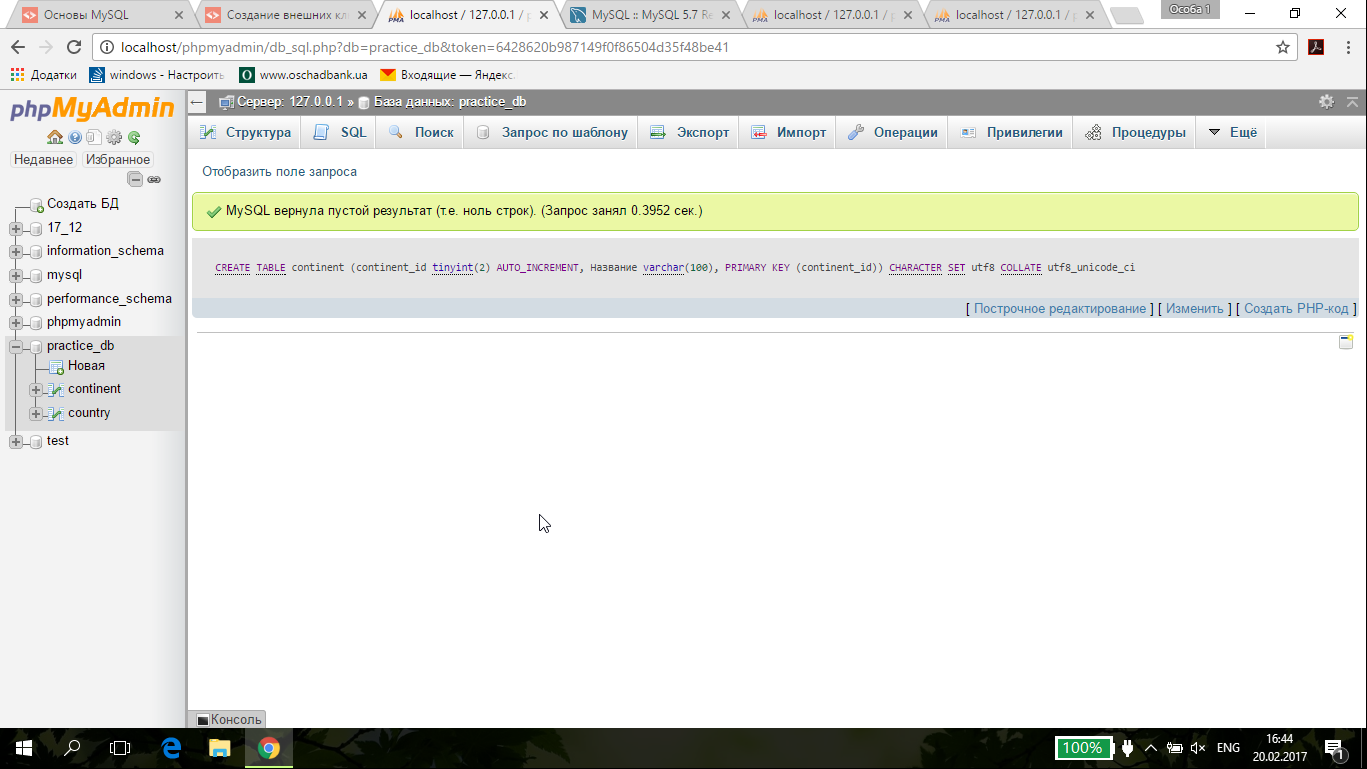 Основы MySQL
Создание внешних кл
localhost / 127.0.0.1 / p
MySQL :: MySQL 5.7 Re
localhost / 127.0.0.1 / p
localhost / 127.0.0.1 / p
Особа 1
localhost/phpmyadmin/db_sql.php?db=practice_db&token=6428620b987149f0f86504d35f48be41
Додатки
windows - Настроить
www.oschadbank.ua
Входящие — Яндекс.
phpMyAdmin
Недавнее Избранное
Создать БД
17_12
information_schema
mysql
performance_schema
phpmyadmin
practice_db
Новая
continent
country
test
Сервер: 127.0.0.1 » База данных: practice_db
Структура SQL Поиск Запрос по шаблону Экспорт Импорт Операции Привилегии Процедуры Ещё
Отобразить поле запроса
MySQL вернула пустой результат (т.е. ноль строк). (Запрос занял 0.3952 сек.)
CREATE TABLE continent (continent_id tinyint(2) AUTO_INCREMENT, Название varchar(100), PRIMARY KEY (continent_id)) CHARACTER SET utf8 COLLATE utf8_unicode_ci
[ Построчное редактирование ] [ Изменить ] [ Создать PHP-код ]
Консоль
100%
ENG
16:44
20.02.2017
1